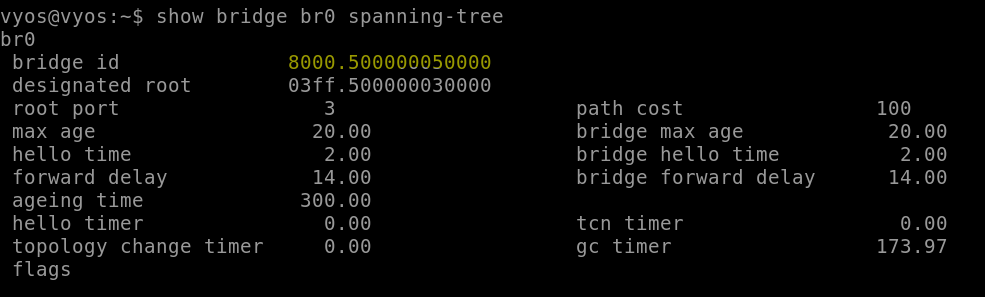 vyos@vyos:~$ show bridge br0 spanning-tree
br0
 bridge id              8000.500000050000
 designated root        03ff.500000030000
 root port                 3                    path cost             100
 max age                  20.00                 bridge max age            20.00
 hello time                2.00                 bridge hello time          2.00
 forward delay            14.00                 bridge forward delay      14.00
 ageing time             300.00
 hello timer               0.00                 tcn timer                  0.00
 topology change timer     0.00                 gc timer                 173.97
 flags